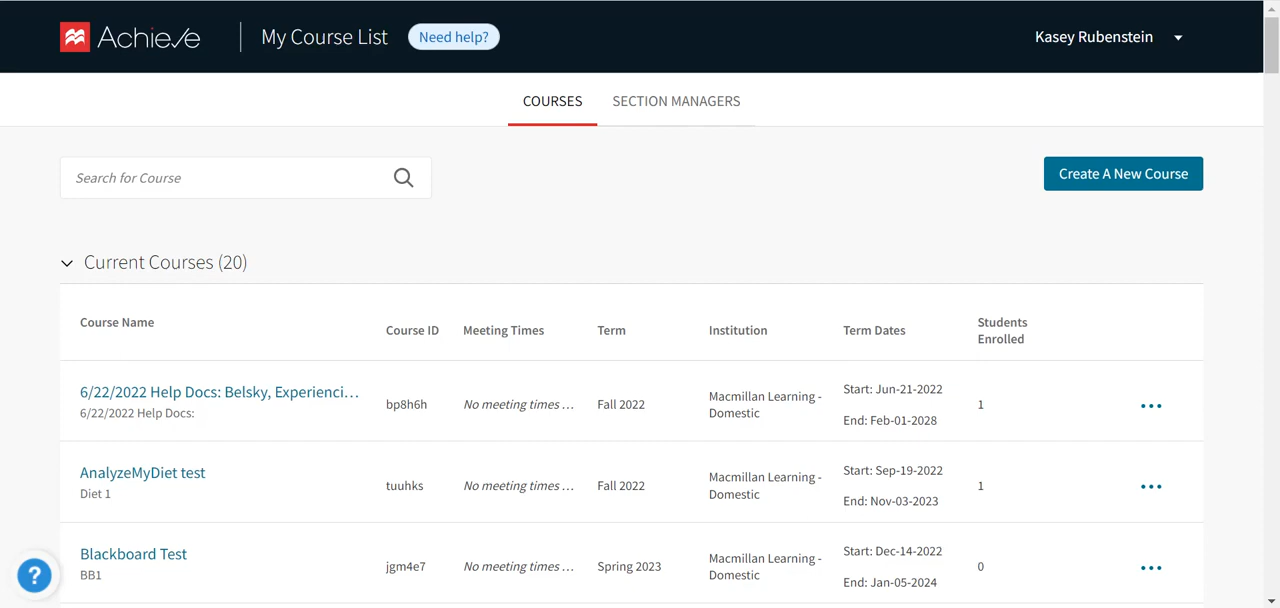 Achieve
My Course List
Need help?
Kasey Rubenstein
COURSES
SECTION MANAGERS
Search for Course
Create A New Course
Current Courses (20)
Course Name
Course ID
Meeting Times
Term
Institution
Term Dates
Students
Enrolled
6/22/2022 Help Docs: Belsky, Experienci...
6/22/2022 Help Docs:
bp8h6h
No meeting times ...
Fall 2022
Macmillan Learning -
Domestic
Start: Jun-21-2022
End: Feb-01-2028
1
AnalyzeMyDiet test
Diet 1
tuuhks
No meeting times ...
Fall 2022
Macmillan Learning -
Domestic
Start: Sep-19-2022
End: Nov-03-2023
1
Blackboard Test
BB1
jgm4e7
No meeting times ...
Spring 2023
Macmillan Learning -
Domestic
Start: Dec-14-2022
End: Jan-05-2024
0
?